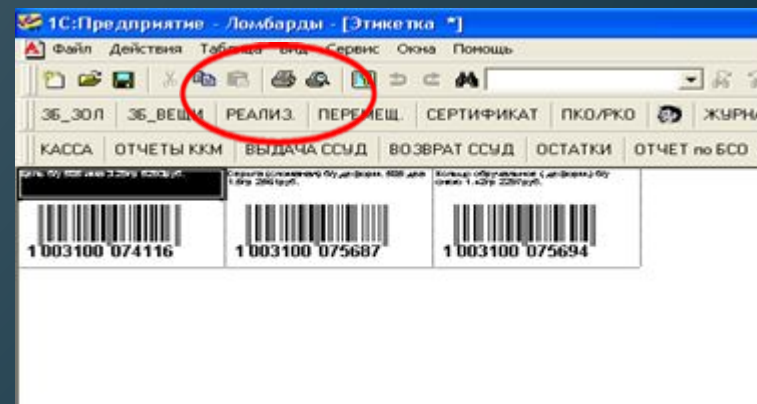 1С:Предприятие - Ломбарды - [Этикетка *]
Файл Действия Таблица Вид Сервис Окна Помощь
ЗБ_ЗОЛ ЗБ_ВЕЩИ РЕАЛИЗ. ПЕРЕМЕЩ. СЕРТИФИКАТ ПКО/РКО ЖУРНА
КАССА ОТЧЕТЫ ККМ ВЫДАЧА ССУД ВОЗВРАТ ССУД ОСТАТКИ ОТЧЕТ по БСО
1 003100 074116 1 003100 075687 1 003100 075694